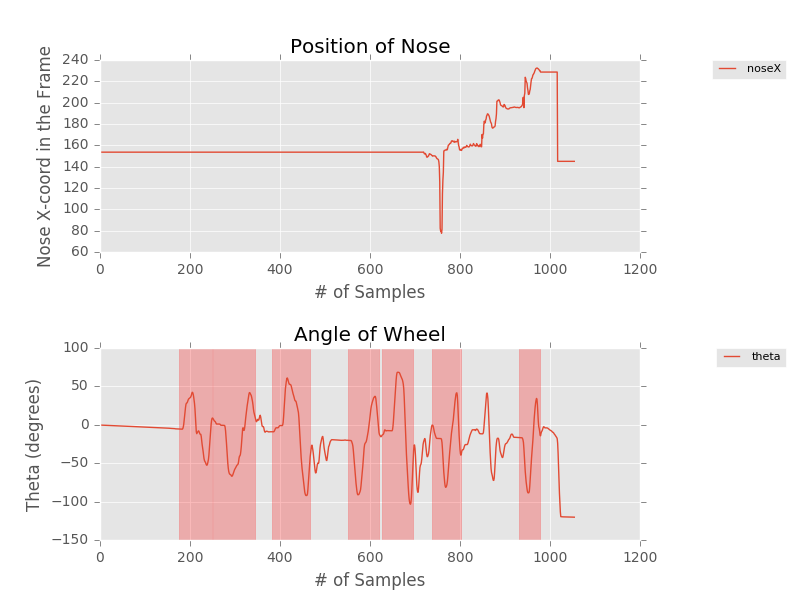 Position of Nose
240
220
200
180
160
140
120
100
80
60
0 200 400 600 800 1000 1200
Nose X-coord in the Frame
# of Samples
noseX
Angle of Wheel
100
50
0
−50
−100
−150
0 200 400 600 800 1000 1200
Theta (degrees)
# of Samples
theta